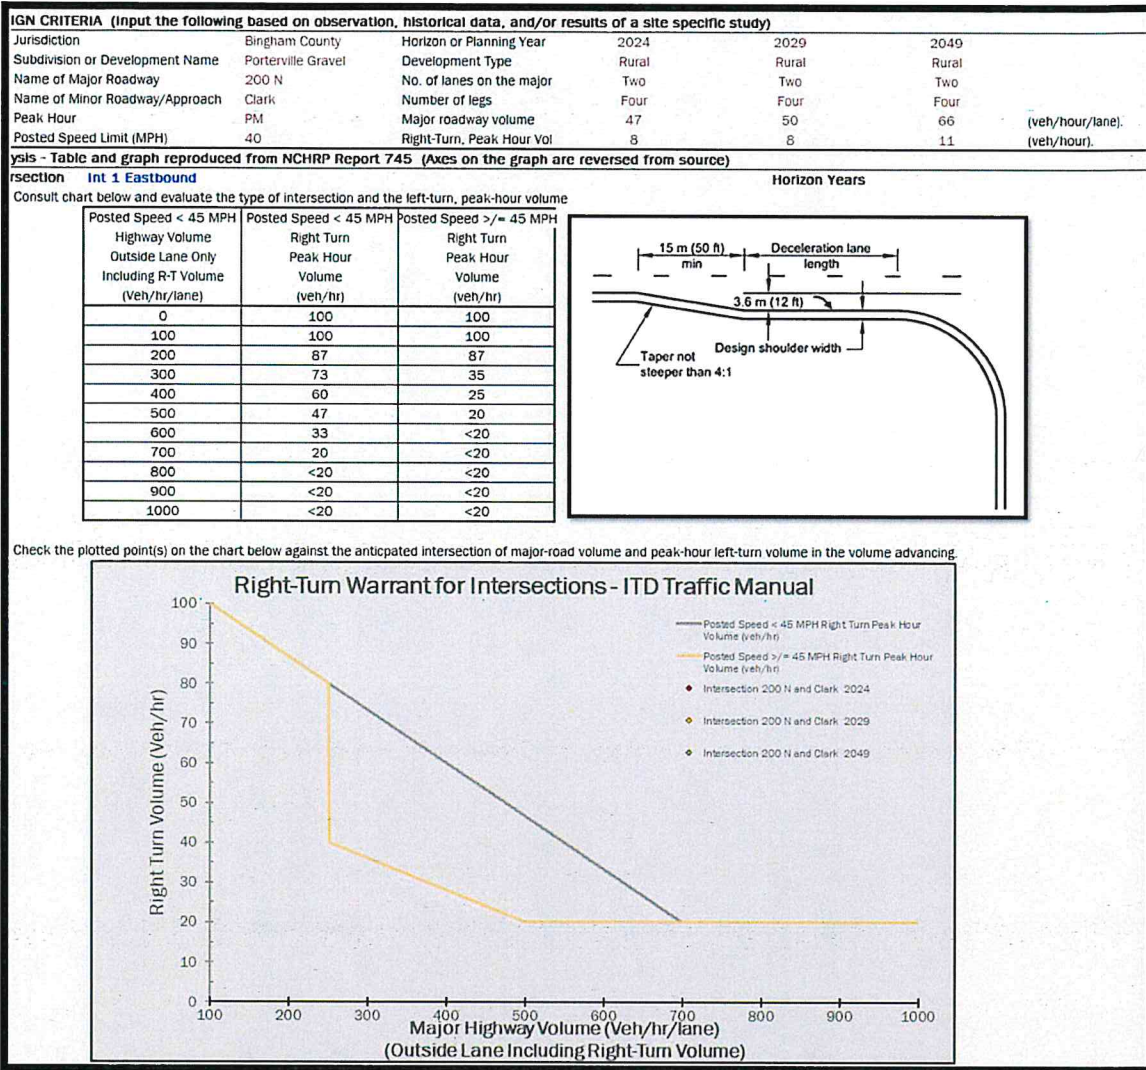 IGN CRITERIA (Input the following based on observation, historical data, and/or results of a site specific study)
Jurisdiction Bingham County Horizon or Planning Year 2024 2029 2049
Subdivision or Development Name Porterville Gravel Development Type Rural Rural Rural
Name of Major Roadway 200 N No. of lanes on the major Two Two Two
Name of Minor Roadway/Approach Clark Number of legs Four Four Four
Peak Hour PM Major roadway volume 47 50 66 (veh/hour/lane).
Posted Speed Limit (MPH) 40 Right-Turn, Peak Hour Vol 8 8 11 (veh/hour).
ysis - Table and graph reproduced from NCHRP Report 745 (Axes on the graph are reversed from source)
rsection Int 1 Eastbound Horizon Years
Consult chart below and evaluate the type of intersection and the left-turn, peak-hour volume
Posted Speed < 45 MPH Posted Speed < 45 MPH Posted Speed >/= 45 MPH
Highway Volume Right Turn Right Turn
Outside Lane Only Peak Hour Peak Hour
Including R-T Volume Volume Volume
(Veh/hr/lane) (veh/hr) (veh/hr)
0 100 100
100 100 100
200 87 87
300 73 35
400 60 25
500 47 20
600 33 <20
700 20 <20
800 <20 <20
900 <20 <20
1000 <20 <20
15 m (50 ft) Deceleration lane
min length
3.6 m (12 ft)
Design shoulder width
Taper not
steeper than 4:1
Check the plotted point(s) on the chart below against the anticpated intersection of major-road volume and peak-hour left-turn volume in the volume advancing.
Right-Turn Warrant for Intersections - ITD Traffic Manual
Right Turn Volume (Veh/hr)
100
90
80
70
60
50
40
30
20
10
0
Posted Speed < 45 MPH Right Turn Peak Hour
Volume (veh/hr)
Posted Speed >/= 45 MPH Right Turn Peak Hour
Volume (veh/hr)
Intersection 200 N and Clark 2024
Intersection 200 N and Clark 2029
Intersection 200 N and Clark 2049
100 200 300 400 500 600 700 800 900 1000
Major Highway Volume (Veh/hr/lane)
(Outside Lane Including Right-Turn Volume)